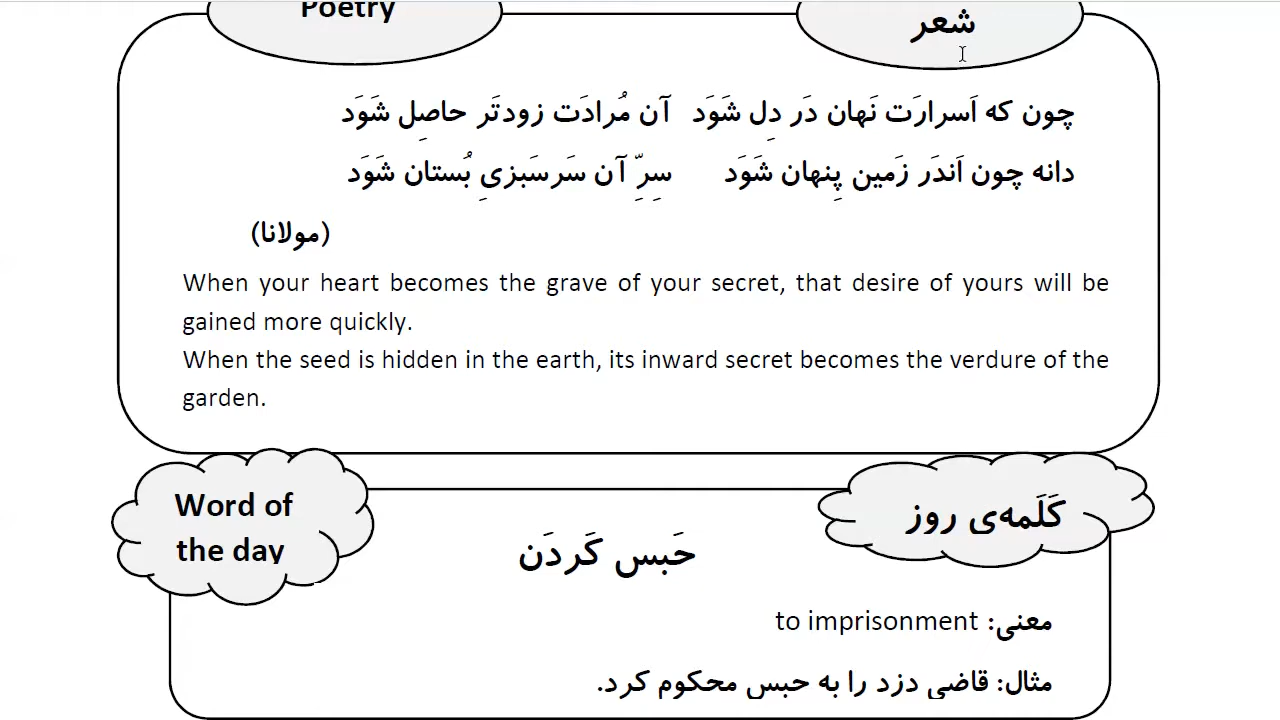 Poetry
شعر
چون که اَسرارَت نَهان دَر دِل شَوَد آن مُرادَت زودتَر حاصِل شَوَد
دانه چون اَندَر زَمین پِنهان شَوَد سِرِّ آن سَرسَبزیِ بُستان شَوَد
(مولانا)
When your heart becomes the grave of your secret, that desire of yours will be
gained more quickly.
When the seed is hidden in the earth, its inward secret becomes the verdure of the
garden.
Word of
the day
کَلَمه‌ی روز
حَبس کَردَن
معنی: to imprisonment
مثال: قاضی دزد را به حبس محکوم کرد.